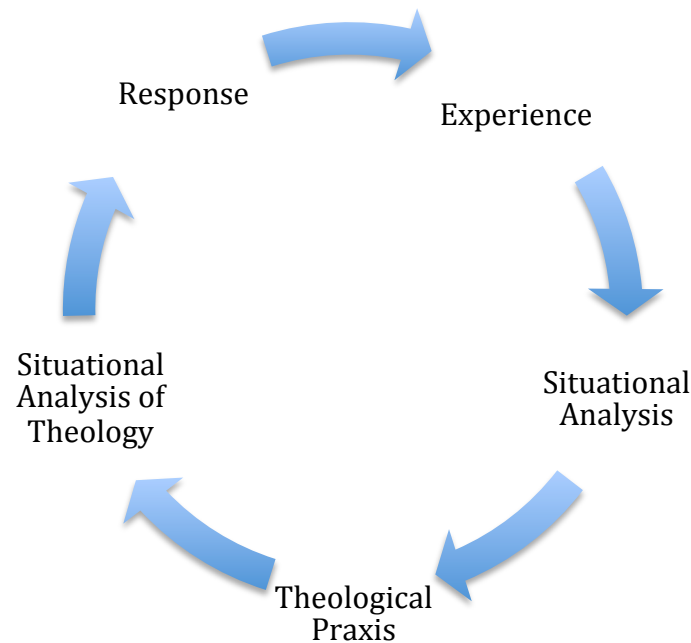 Response
Experience
Situational
Analysis
Theological
Praxis
Situational
Analysis of
Theology